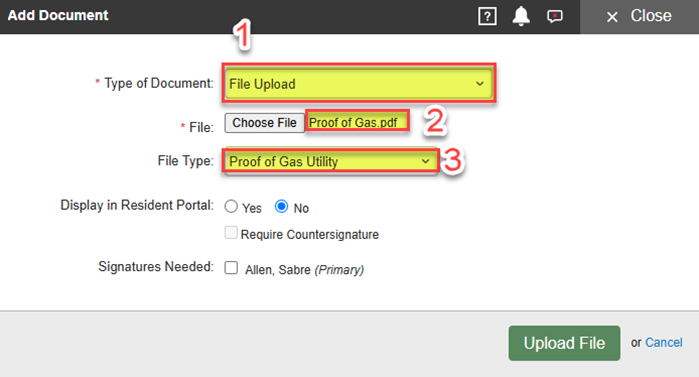 Add Document
? Close
1
* Type of Document: File Upload
* File: Choose File Proof of Gas.pdf 2
File Type: Proof of Gas Utility 3
Display in Resident Portal: Yes No
Require Countersignature
Signatures Needed: Allen, Sabre (Primary)
Upload File or Cancel